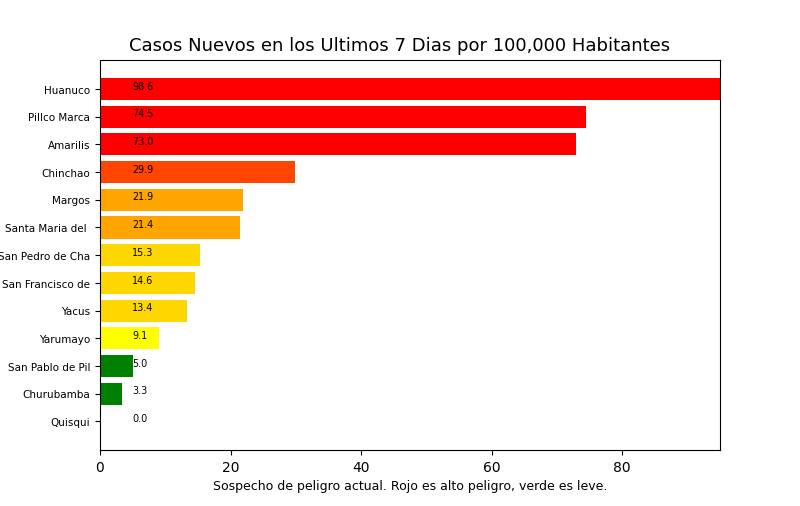 Casos Nuevos en los Ultimos 7 Dias por 100,000 Habitantes
Huanuco 98.6
Pillco Marca 74.5
Amarilis 73.0
Chinchao 29.9
Margos 21.9
Santa Maria del 21.4
San Pedro de Cha 15.3
San Francisco de 14.6
Yacus 13.4
Yarumayo 9.1
San Pablo de Pil 5.0
Churubamba 3.3
Quisqui 0.0
0 20 40 60 80
Sospecho de peligro actual. Rojo es alto peligro, verde es leve.